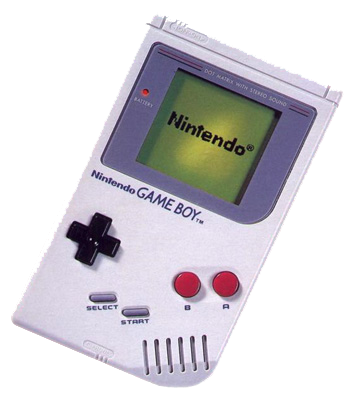 DOT MATRIX WITH STEREO SOUND
BATTERY
Nintendo®
Nintendo GAME BOY™
B A
SELECT
START